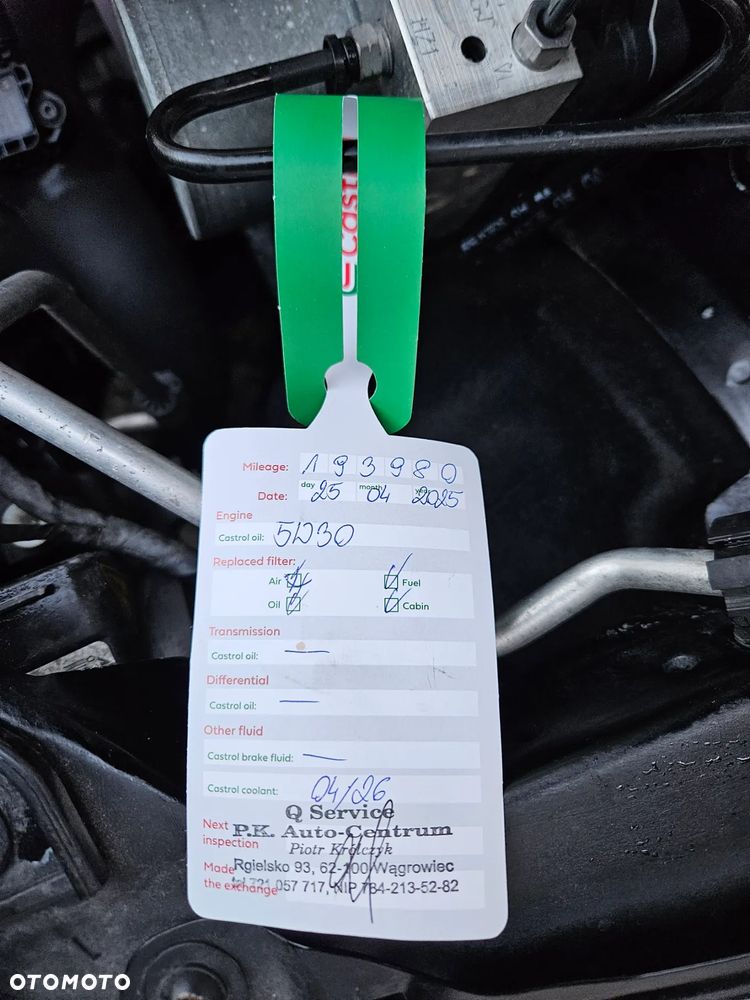 Cast
Mileage: 193980
day month year
Date: 25 04 2025
Engine
Castrol oil: 5W30
Replaced filter:
Air Fuel
Oil Cabin
Transmission
Castrol oil: —
Differential
Castrol oil: —
Other fluid
Castrol brake fluid: —
Castrol coolant: 04/26
Q Service
Next
P.K. Auto-Centrum
inspection
Piotr Królczyk
Made
Rgielsko 93, 62-100 Wągrowiec
the exchange
tel 721 057 717, NIP 784-213-52-82
OTOMOTO